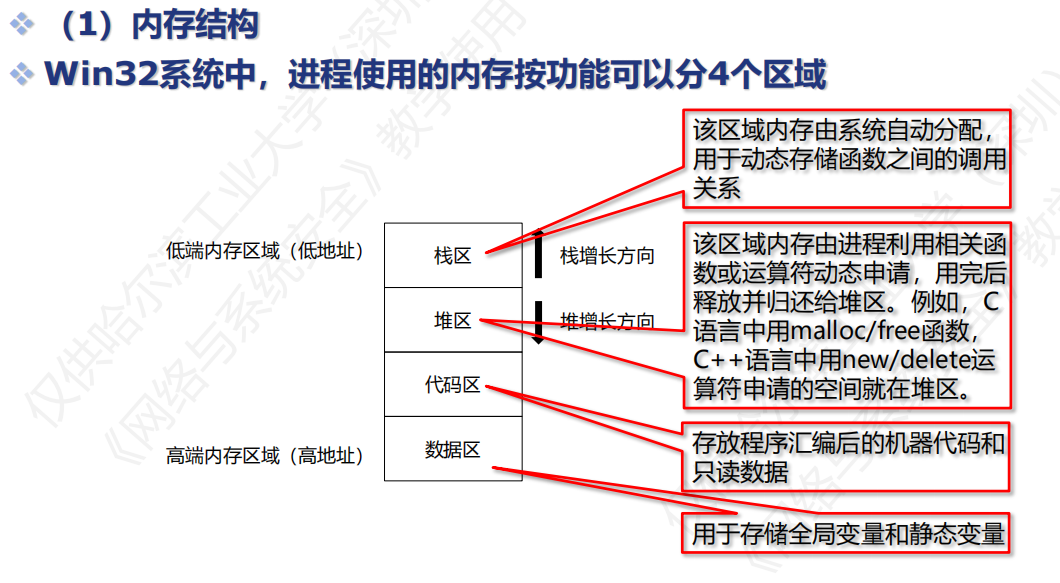 （1）内存结构
Win32系统中，进程使用的内存按功能可以分4个区域
该区域内存由系统自动分配，
用于动态存储函数之间的调用
关系
低端内存区域（低地址）
栈区
栈增长方向
该区域内存由进程利用相关函
数或运算符动态申请，用完后
释放并归还给堆区。例如，C
语言中用malloc/free函数，
C++语言中用new/delete运
算符申请的空间就在堆区。
堆区
堆增长方向
代码区
存放程序汇编后的机器代码和
只读数据
高端内存区域（高地址）
数据区
用于存储全局变量和静态变量
仅供哈尔滨工业大学（深圳
《网络与系统安全》教学使用